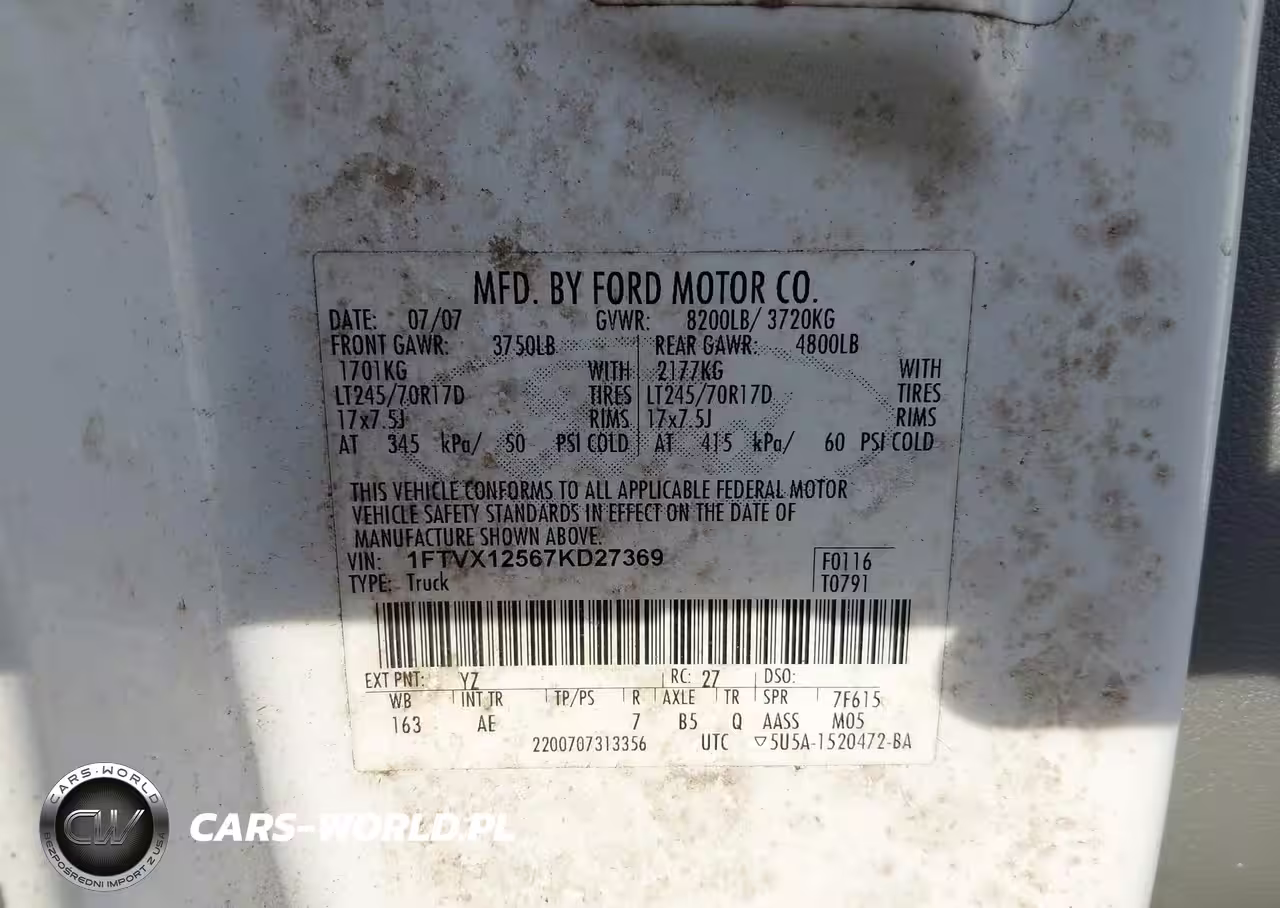 MFD. BY FORD MOTOR CO.
DATE: 07/07 GVWR: 8200LB/ 3720KG
FRONT GAWR: 3750LB REAR GAWR: 4800LB
1701KG WITH 2177KG WITH
LT245/70R17D TIRES LT245/70R17D TIRES
17x7.5J RIMS 17x7.5J RIMS
AT 345 kPa/ 50 PSI COLD AT 415 kPa/ 60 PSI COLD
THIS VEHICLE CONFORMS TO ALL APPLICABLE FEDERAL MOTOR
VEHICLE SAFETY STANDARDS IN EFFECT ON THE DATE OF
MANUFACTURE SHOWN ABOVE.
VIN: 1FTVX12567KD27369 F0116
TYPE: Truck T0791
EXT PNT: YZ RC: 27 DSO:
WB INT TR TP/PS R AXLE TR SPR 7F615
163 AE 7 B5 Q AASS M05
2200707313356 UTC ▽5U5A-1520472-BA
CARS-WORLD
CW
BEZPOŚREDNI IMPORT Z USA
CARS-WORLD.PL